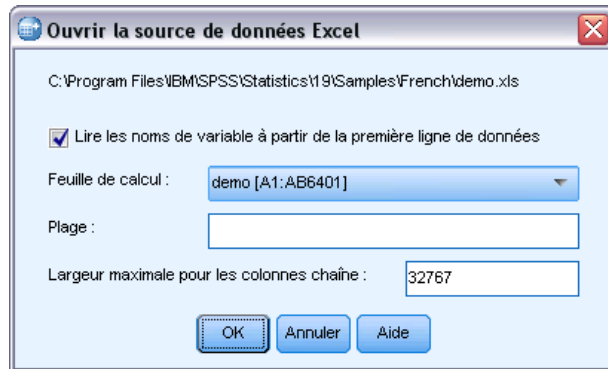 Ouvrir la source de données Excel
C:\Program Files\IBM\SPSS\Statistics\19\Samples\French\demo.xls
Lire les noms de variable à partir de la première ligne de données
Feuille de calcul : demo [A1:AB6401]
Plage :
Largeur maximale pour les colonnes chaîne : 32767
OK Annuler Aide